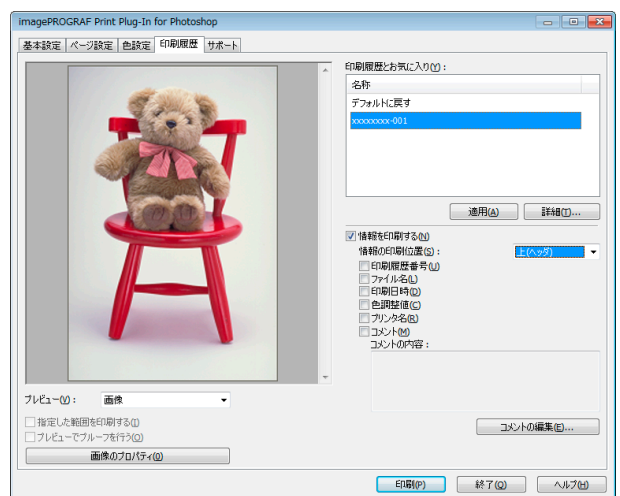 imagePROGRAF Print Plug-In for Photoshop
基本設定 ページ設定 色設定 印刷履歴 サポート
印刷履歴とお気に入り(Y)：
名称
デフォルトに戻す
xxxxxxxx-001
適用(A) 詳細(T)...
情報を印刷する(N)
情報の印刷位置(S)： 上(ヘッダ)
印刷履歴番号(U)
ファイル名(L)
印刷日時(D)
色調整値(C)
プリンタ名(R)
コメント(M)
コメントの内容：
プレビュー(V)： 画像
指定した範囲を印刷する(I)
プレビューでプルーフを行う(O)
コメントの編集(E)...
画像のプロパティ(0)
印刷(P) 終了(Q) ヘルプ(H)